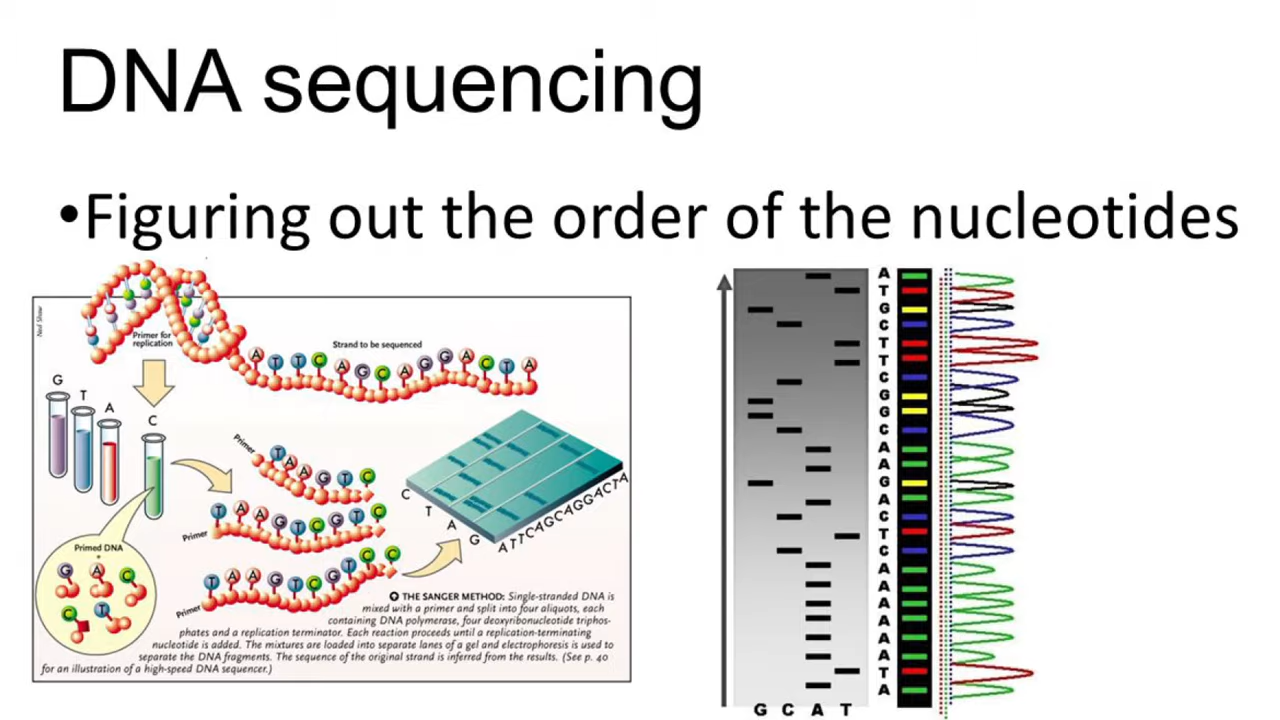 DNA sequencing
•Figuring out the order of the nucleotides
Ned Shaw
Primer for
replication
Strand to be sequenced
A T T C A G C A G G A C T A
G
T
A
C
Primer
T A A G T C
Primer
T A A G T C G T C
Primer
T A A G T C G T C C
Primed DNA
+
G A C
C T
C
T
A
G
ATTCAGCAGGACTA
THE SANGER METHOD: Single-stranded DNA is
mixed with a primer and split into four aliquots, each
containing DNA polymerase, four deoxyribonucleotide triphos-
phates and a replication terminator. Each reaction proceeds until a replication-terminating
nucleotide is added. The mixtures are loaded into separate lanes of a gel and electrophoresis is used to
separate the DNA fragments. The sequence of the original strand is inferred from the results. (See p. 40
for an illustration of a high-speed DNA sequencer.)
A
T
G
C
T
T
C
G
G
C
A
A
G
A
C
T
C
A
A
A
A
A
A
T
A
G C A T